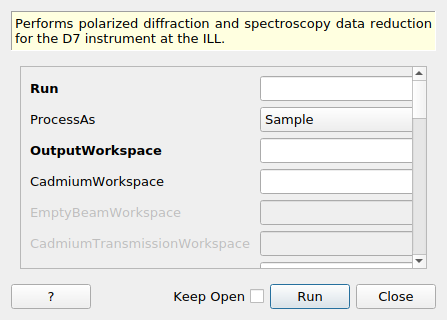 Performs polarized diffraction and spectroscopy data reduction
for the D7 instrument at the ILL.
Run
ProcessAs Sample
OutputWorkspace
CadmiumWorkspace
EmptyBeamWorkspace
CadmiumTransmissionWorkspace
? Keep Open Run Close